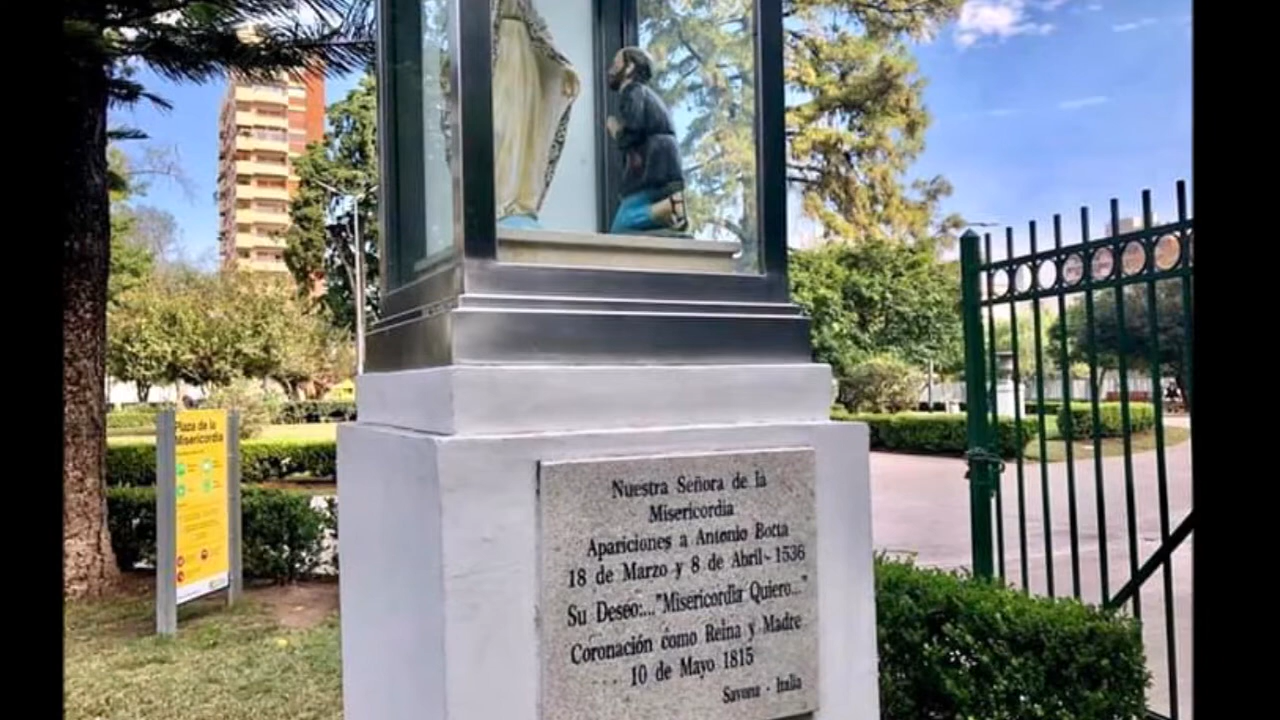 Plaza de la
Misericordia
Nuestra Señora de la
Misericordia
Apariciones a Antonio Botta
18 de Marzo y 8 de Abril - 1536
Su Deseo:..."Misericordia Quiero..."
Coronación como Reina y Madre
10 de Mayo 1815
Savona - Italia